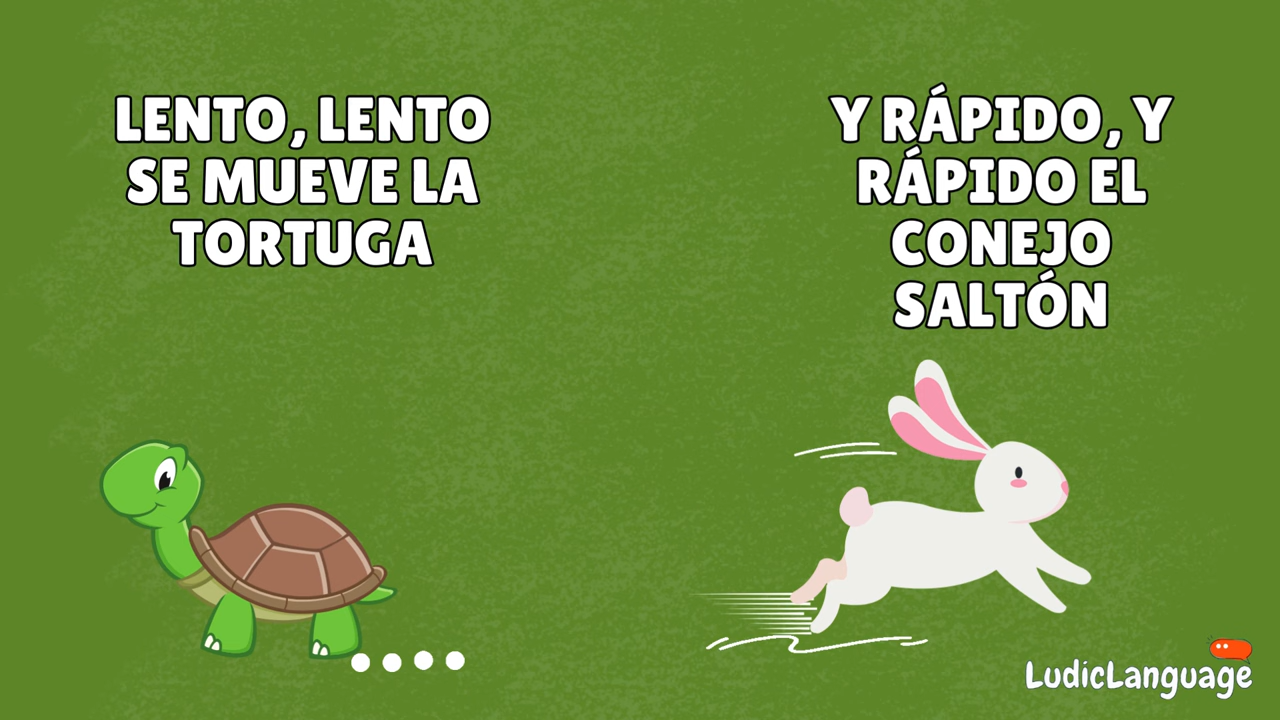 LENTO, LENTO
SE MUEVE LA
TORTUGA
Y RÁPIDO, Y
RÁPIDO EL
CONEJO
SALTÓN
LudicLanguage